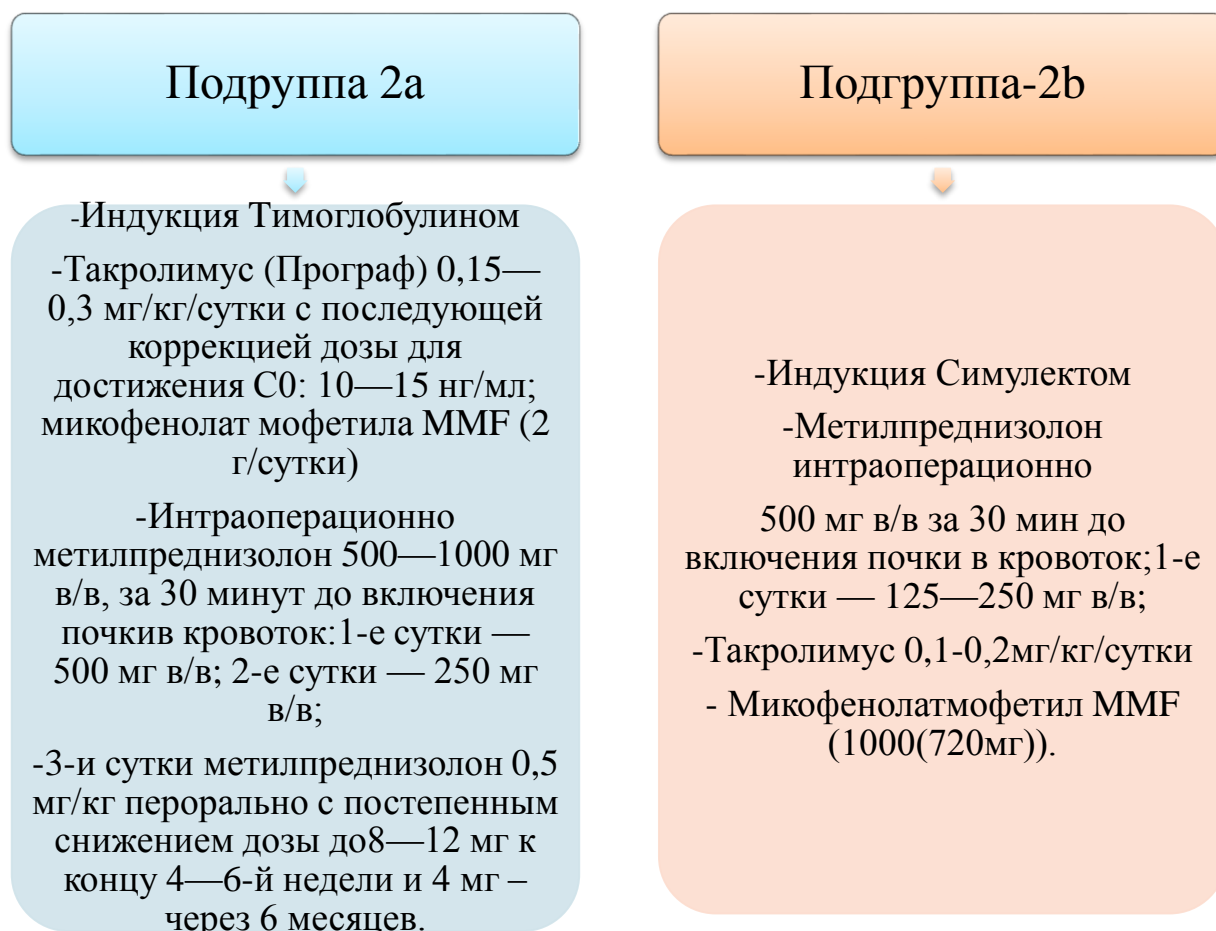 Подруппа 2а
-Индукция Тимоглобулином
-Такролимус (Програф) 0,15—
0,3 мг/кг/сутки с последующей
коррекцией дозы для
достижения С0: 10—15 нг/мл;
микофенолат мофетила MMF (2
г/сутки)
-Интраоперационно
метилпреднизолон 500—1000 мг
в/в, за 30 минут до включения
почкив кровоток:1-е сутки —
500 мг в/в; 2-е сутки — 250 мг
в/в;
-3-и сутки метилпреднизолон 0,5
мг/кг перорально с постепенным
снижением дозы до8—12 мг к
концу 4—6-й недели и 4 мг –
через 6 месяцев.
Подгруппа-2b
-Индукция Симулектом
-Метилпреднизолон
интраоперационно
500 мг в/в за 30 мин до
включения почки в кровоток;1-е
сутки — 125—250 мг в/в;
-Такролимус 0,1-0,2мг/кг/сутки
- Микофенолатмофетил MMF
(1000(720мг)).